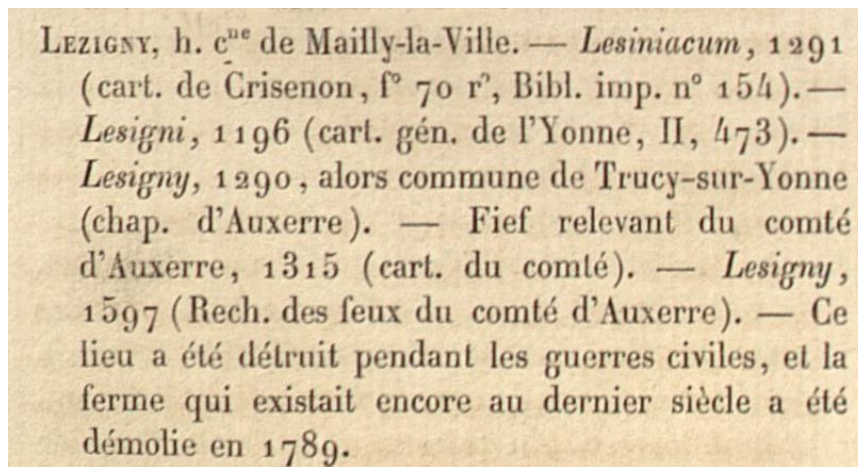 LEZIGNY, h. cⁿᵉ de Mailly-la-Ville. — Lesiniacum, 1291
(cart. de Crisenon, f° 70 r°, Bibl. imp. n° 154). —
Lesigni, 1196 (cart. gén. de l'Yonne, II, 473). —
Lesigny, 1290, alors commune de Trucy-sur-Yonne
(chap. d'Auxerre). — Fief relevant du comté
d'Auxerre, 1315 (cart. du comté). — Lesigny,
1597 (Rech. des feux du comté d'Auxerre). — Ce
lieu a été détruit pendant les guerres civiles, et la
ferme qui existait encore au dernier siècle a été
démolie en 1789.